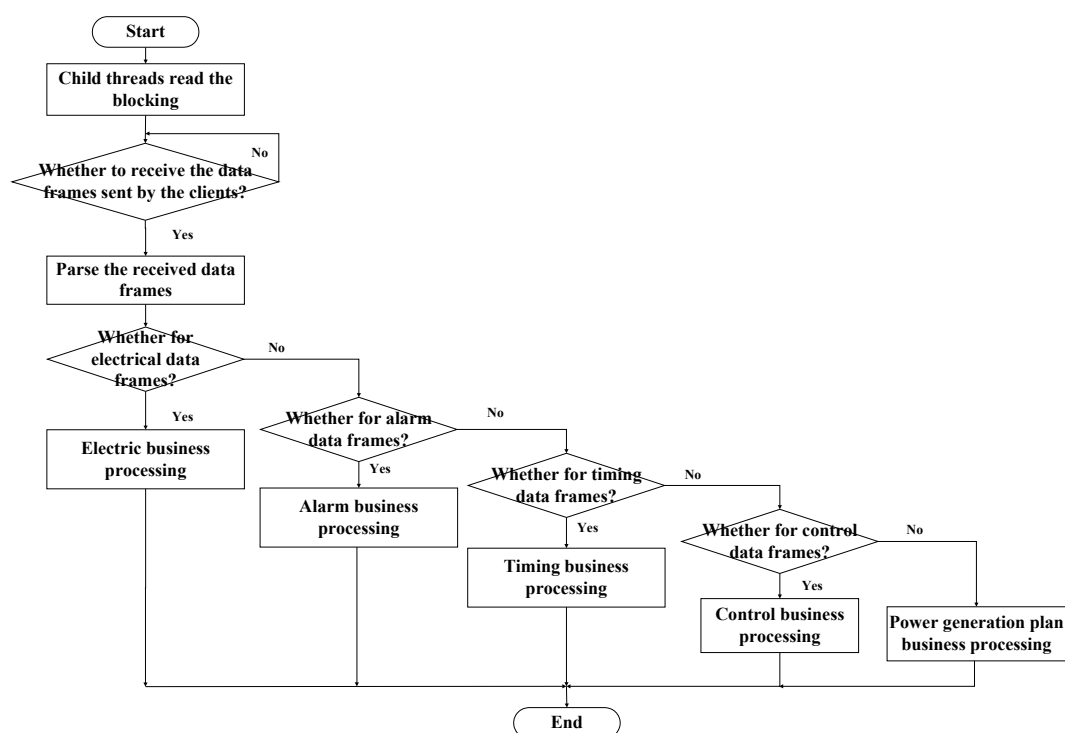 Start
Child threads read the
blocking
No
Whether to receive the data
frames sent by the clients?
Yes
Parse the received data
frames
Whether for
electrical data
frames?
No
Yes
Electric business
processing
Whether for alarm
data frames?
No
Yes
Alarm business
processing
Whether for timing
data frames?
No
Yes
Timing business
processing
Whether for control
data frames?
No
Yes
Control business
processing
Power generation plan
business processing
End